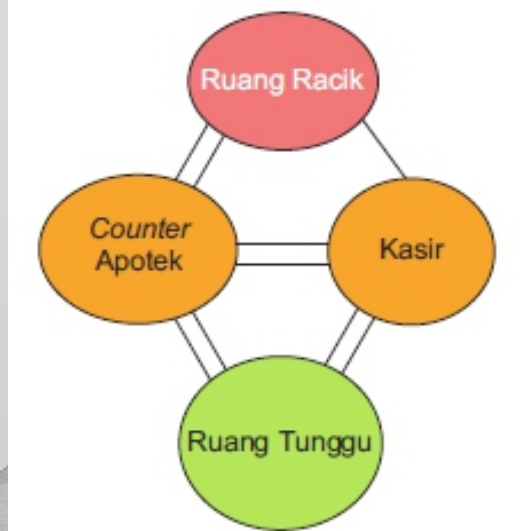 Ruang Racik
Counter
Apotek
Kasir
Ruang Tunggu